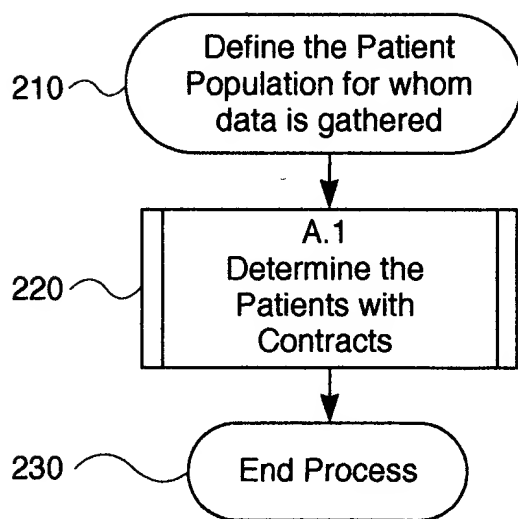 Define the Patient
Population for whom
data is gathered
210
A.1
Determine the
Patients with
Contracts
220
End Process
230